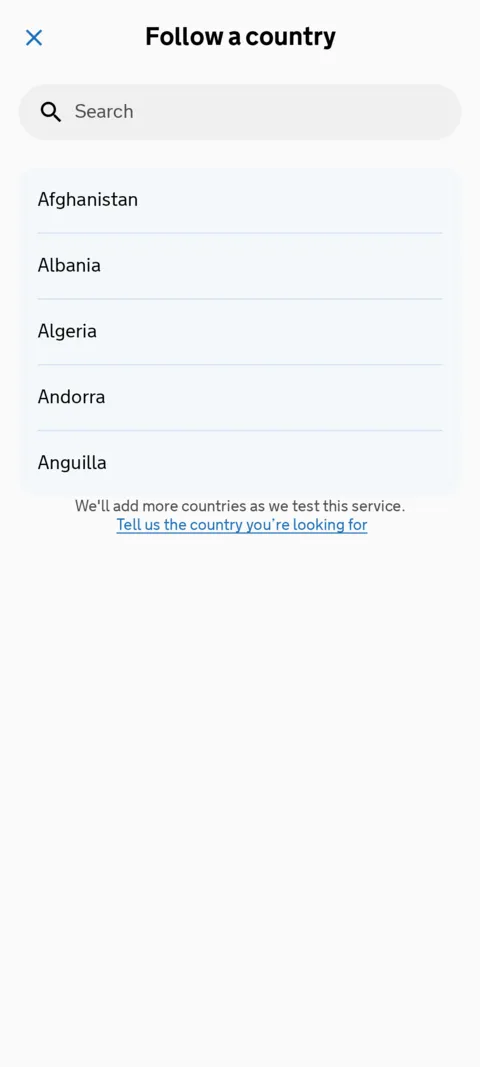 Follow a country
Search
Afghanistan
Albania
Algeria
Andorra
Anguilla
We'll add more countries as we test this service.
Tell us the country you’re looking for